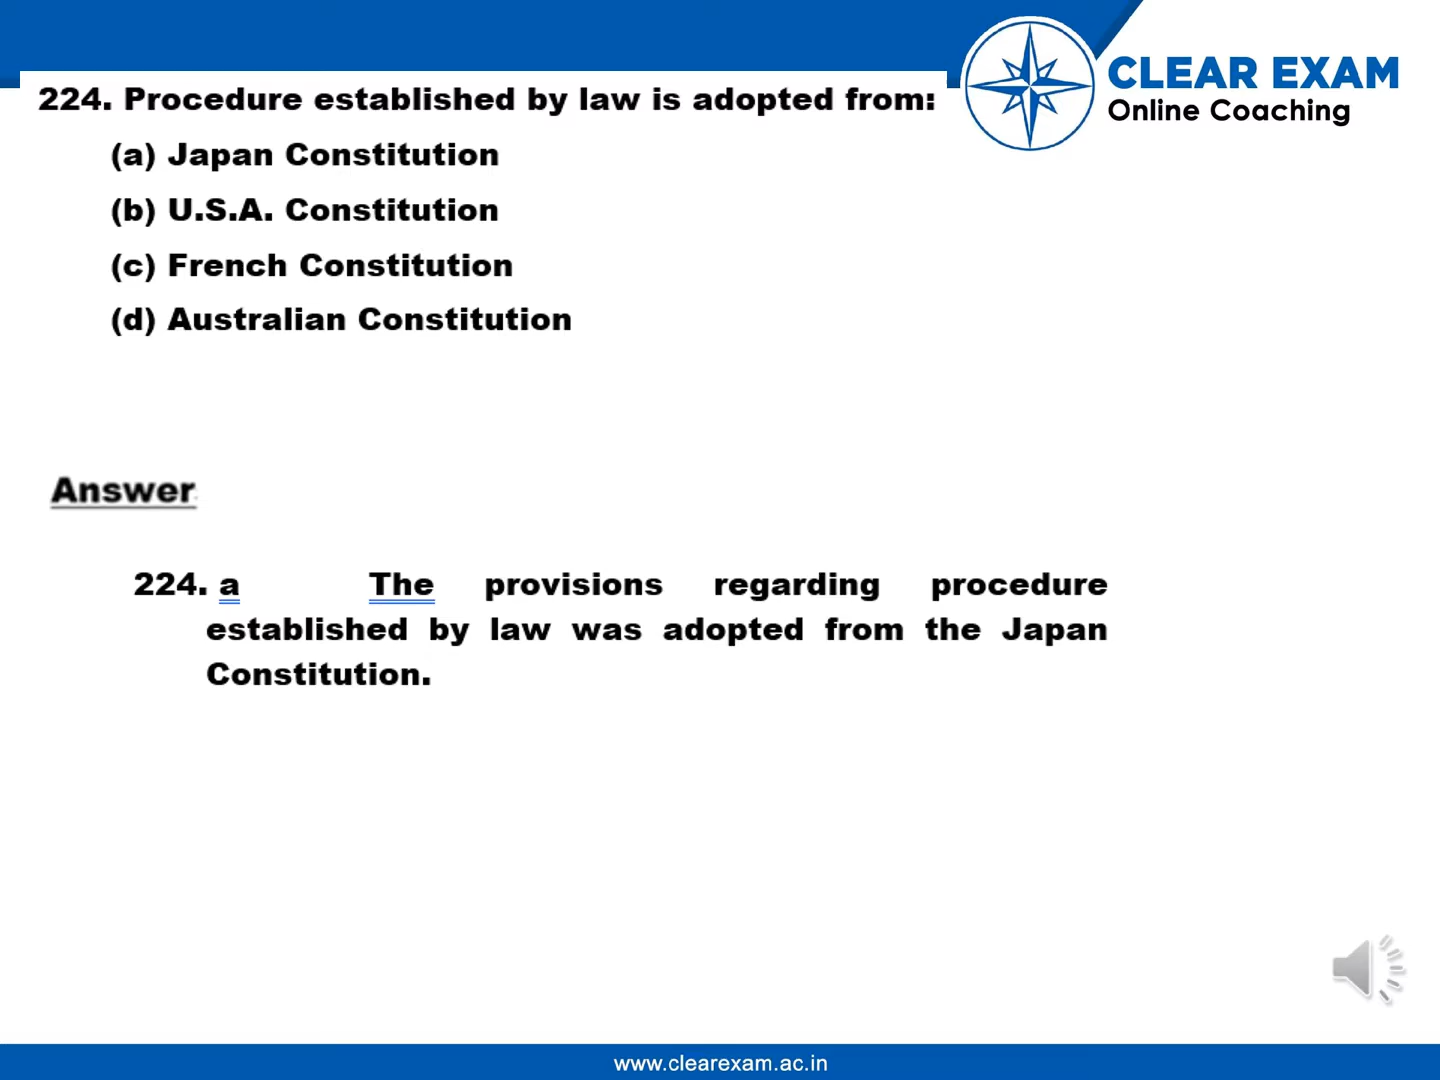 CLEAR EXAM
Online Coaching
224. Procedure established by law is adopted from:
(a) Japan Constitution
(b) U.S.A. Constitution
(c) French Constitution
(d) Australian Constitution
Answer
224. a The provisions regarding procedure
established by law was adopted from the Japan
Constitution.
www.clearexam.ac.in